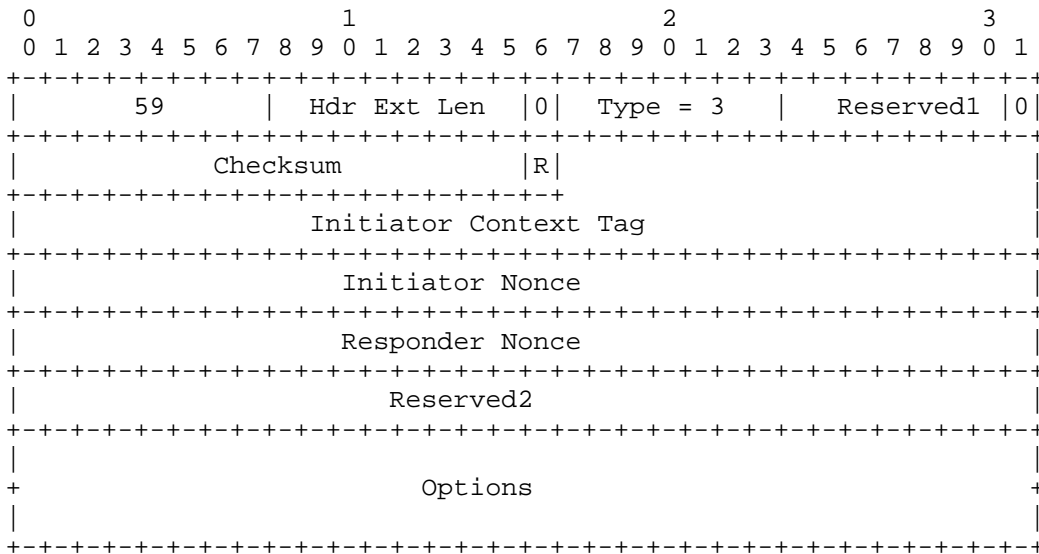 0                   1                   2                   3
 0 1 2 3 4 5 6 7 8 9 0 1 2 3 4 5 6 7 8 9 0 1 2 3 4 5 6 7 8 9 0 1
+-+-+-+-+-+-+-+-+-+-+-+-+-+-+-+-+-+-+-+-+-+-+-+-+-+-+-+-+-+-+-+-+
|       59      |  Hdr Ext Len  |0|  Type = 3   |   Reserved1 |0|
+-+-+-+-+-+-+-+-+-+-+-+-+-+-+-+-+-+-+-+-+-+-+-+-+-+-+-+-+-+-+-+-+
|            Checksum           |R|                             |
+-+-+-+-+-+-+-+-+-+-+-+-+-+-+-+-+-+                             |
|                  Initiator Context Tag                        |
+-+-+-+-+-+-+-+-+-+-+-+-+-+-+-+-+-+-+-+-+-+-+-+-+-+-+-+-+-+-+-+-+
|                    Initiator Nonce                            |
+-+-+-+-+-+-+-+-+-+-+-+-+-+-+-+-+-+-+-+-+-+-+-+-+-+-+-+-+-+-+-+-+
|                    Responder Nonce                            |
+-+-+-+-+-+-+-+-+-+-+-+-+-+-+-+-+-+-+-+-+-+-+-+-+-+-+-+-+-+-+-+-+
|                       Reserved2                               |
+-+-+-+-+-+-+-+-+-+-+-+-+-+-+-+-+-+-+-+-+-+-+-+-+-+-+-+-+-+-+-+-+
|                                                               |
+                         Options                               +
|                                                               |
+-+-+-+-+-+-+-+-+-+-+-+-+-+-+-+-+-+-+-+-+-+-+-+-+-+-+-+-+-+-+-+-+